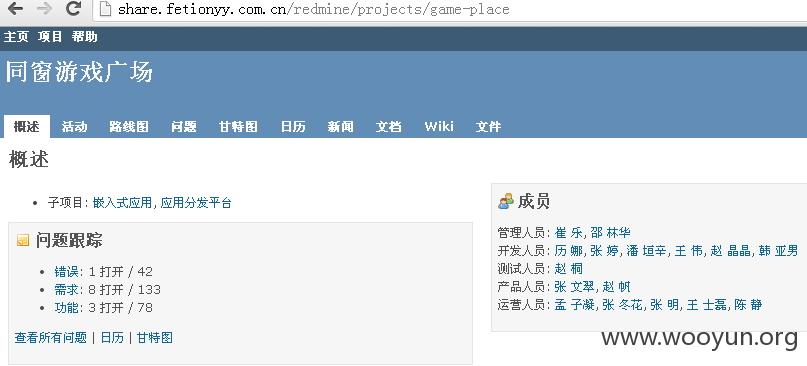 share.fetionyy.com.cn/redmine/projects/game-place
主页 项目 帮助
同窗游戏广场
概述 活动 路线图 问题 甘特图 日历 新闻 文档 Wiki 文件
概述
子项目: 嵌入式应用, 应用分发平台
问题跟踪
错误: 1 打开 / 42
需求: 8 打开 / 133
功能: 3 打开 / 78
查看所有问题 | 日历 | 甘特图
成员
管理人员: 崔 乐, 邵 林华
开发人员: 历 娜, 张 婷, 潘 垣辛, 王 伟, 赵 晶晶, 韩 亚男
测试人员: 赵 桐
产品人员: 张 文翠, 赵 帆
运营人员: 孟 子凝, 张 冬花, 张 明, 王 士磊, 陈 静
www.wooyun.org